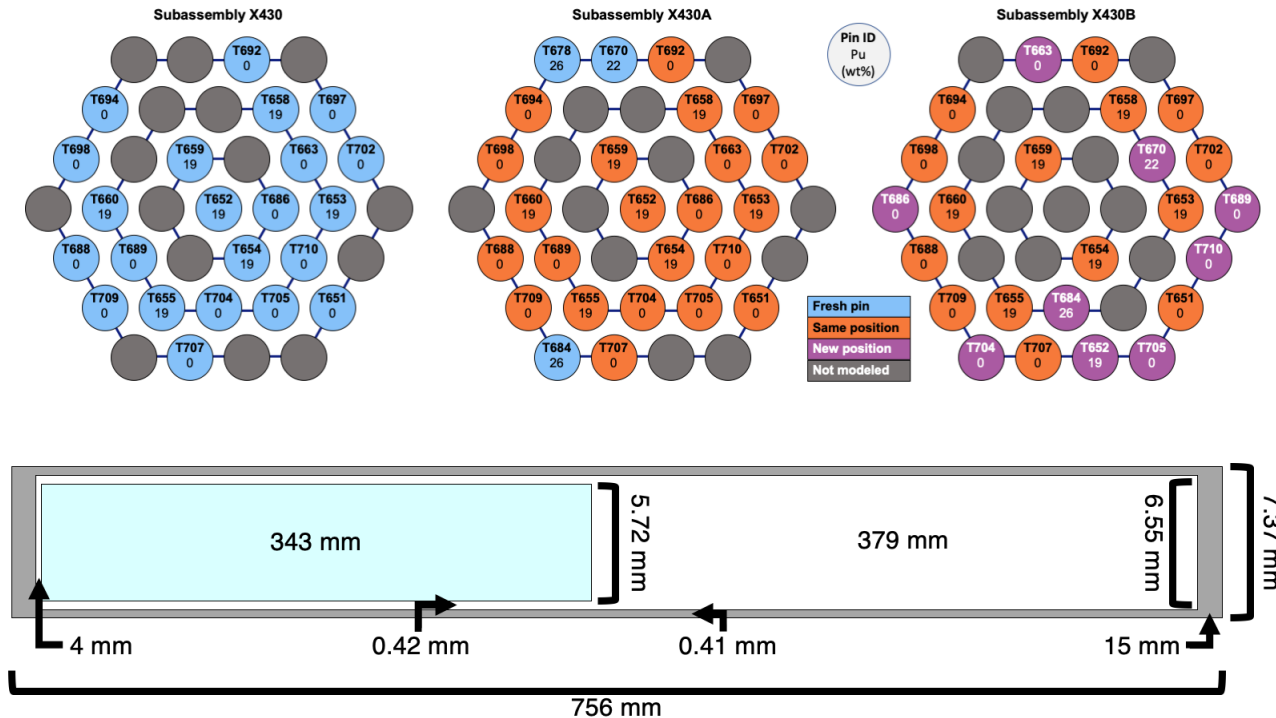 Subassembly X430
T692
0
T694
0
T658
19
T697
0
T698
0
T659
19
T663
0
T702
0
T660
19
T652
19
T686
0
T653
19
T688
0
T689
0
T654
19
T710
0
T709
0
T655
19
T704
0
T705
0
T651
0
T707
0
Subassembly X430A
T678
26
T670
22
T692
0
T694
0
T658
19
T697
0
T698
0
T659
19
T663
0
T702
0
T660
19
T652
19
T686
0
T653
19
T688
0
T689
0
T654
19
T710
0
T709
0
T655
19
T704
0
T705
0
T651
0
T684
26
T707
0
Pin ID
Pu
(wt%)
Fresh pin
Same position
New position
Not modeled
Subassembly X430B
T663
0
T692
0
T694
0
T658
19
T697
0
T698
0
T659
19
T670
22
T702
0
T686
0
T660
19
T653
19
T689
0
T688
0
T654
19
T710
0
T709
0
T655
19
T684
26
T651
0
T704
0
T707
0
T652
19
T705
0
343 mm
5.72 mm
379 mm
6.55 mm
7.37 mm
4 mm
0.42 mm
0.41 mm
15 mm
756 mm